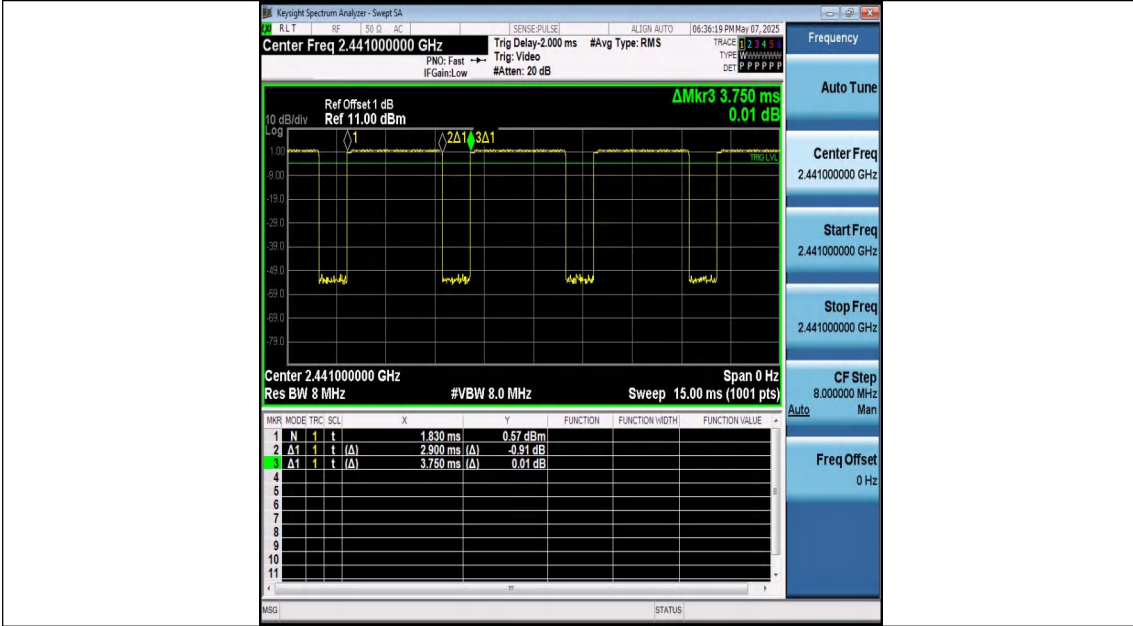 Keysight Spectrum Analyzer - Swept SA
RLT RF 50 Ω AC SENSE:PULSE ALIGN AUTO 06:36:19 PM May 07, 2025
Center Freq 2.441000000 GHz
PNO: Fast
IFGain:Low
Trig Delay-2.000 ms
Trig: Video
#Atten: 20 dB
#Avg Type: RMS
TRACE 1 2 3 4 5 6
TYPE W
DET P P P P P P
ΔMkr3 3.750 ms
0.01 dB
Ref Offset 1 dB
10 dB/div Ref 11.00 dBm
Log
1 2Δ1 3Δ1
1.00
TRIG LVL
-9.00
-19.0
-29.0
-39.0
-49.0
-59.0
-69.0
-79.0
Center 2.441000000 GHz Span 0 Hz
Res BW 8 MHz #VBW 8.0 MHz Sweep 15.00 ms (1001 pts)
MKR MODE TRC SCL X Y FUNCTION FUNCTION WIDTH FUNCTION VALUE
1 N 1 t 1.830 ms 0.57 dBm
2 Δ1 1 t (Δ) 2.900 ms (Δ) -0.91 dB
3 Δ1 1 t (Δ) 3.750 ms (Δ) 0.01 dB
4
5
6
7
8
9
10
11
MSG STATUS
Frequency
Auto Tune
Center Freq
2.441000000 GHz
Start Freq
2.441000000 GHz
Stop Freq
2.441000000 GHz
CF Step
8.000000 MHz
Auto Man
Freq Offset
0 Hz